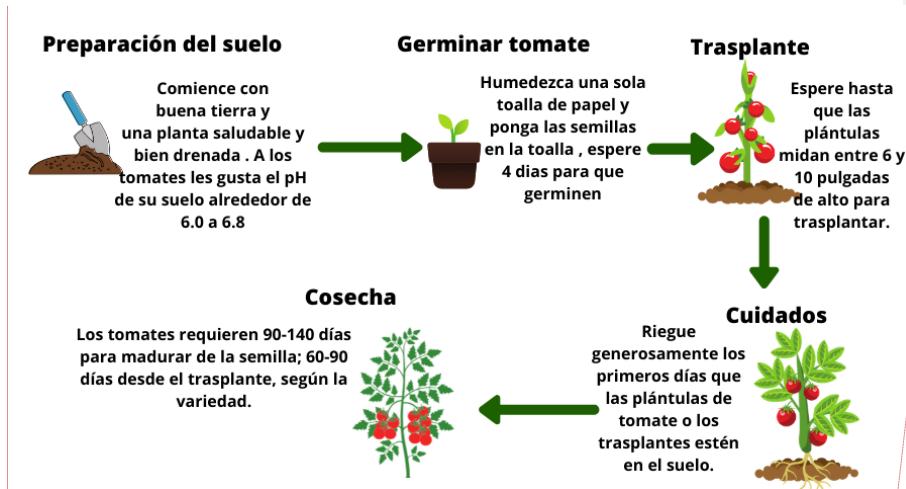 Preparación del suelo
Comience con
buena tierra y
una planta saludable y
bien drenada . A los
tomates les gusta el pH
de su suelo alrededor de
6.0 a 6.8
Germinar tomate
Humedezca una sola
toalla de papel y
ponga las semillas
en la toalla , espere
4 dias para que
germinen
Trasplante
Espere hasta
que las
plántulas
midan entre 6 y
10 pulgadas
de alto para
trasplantar.
Cuidados
Riegue
generosamente los
primeros días que
las plántulas de
tomate o los
trasplantes estén
en el suelo.
Cosecha
Los tomates requieren 90-140 días
para madurar de la semilla; 60-90
días desde el trasplante, según la
variedad.